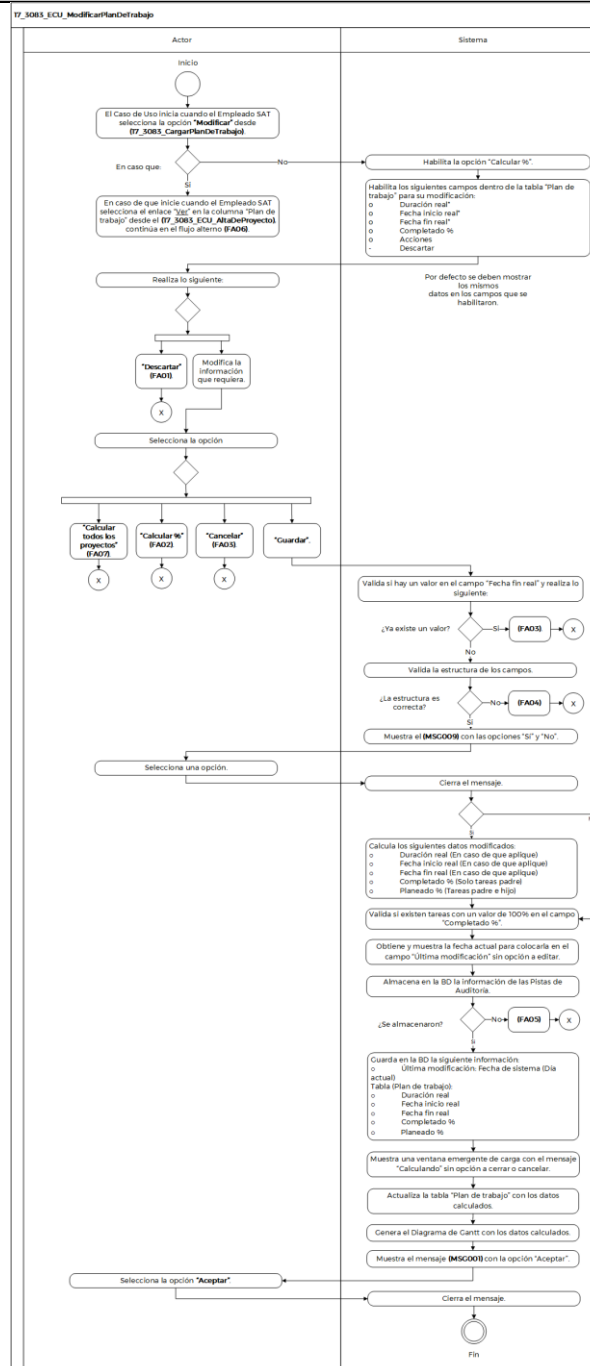 17_3083_ECU_ModificarPlanDeTrabajo
Actor
Sistema
Inicio
El Caso de Uso inicia cuando el Empleado SAT
selecciona la opción "Modificar" desde
(17_3083_CargarPlanDeTrabajo).
En caso que:
No
Sí
Habilita la opción "Calcular %".
En caso de que inicie cuando el Empleado SAT
selecciona el enlace "Ver" en la columna "Plan de
trabajo" desde el (17_3083_ECU_AltaDeProyecto),
continúa en el flujo alterno (FA06).
Habilita los siguientes campos dentro de la tabla "Plan de
trabajo" para su modificación:
o Duración real*
o Fecha inicio real*
o Fecha fin real*
o Completado %
o Acciones
- Descartar
Realiza lo siguiente:
Por defecto se deben mostrar
los mismos
datos en los campos que se
habilitaron.
"Descartar"
(FA01).
Modifica la
información
que requiera.
X
Selecciona la opción
"Calcular
todos los
proyectos"
(FA07)
"Calcular %"
(FA02).
"Cancelar"
(FA03).
"Guardar".
X
X
X
Valida si hay un valor en el campo "Fecha fin real" y realiza lo
siguiente:
¿Ya existe un valor?
Sí
(FA03)
X
No
Valida la estructura de los campos.
¿La estructura es
correcta?
No
(FA04)
X
Sí
Muestra el (MSG009) con las opciones "Sí" y "No".
Selecciona una opción.
Cierra el mensaje.
Sí
Calcula los siguientes datos modificados:
o Duración real (En caso de que aplique)
o Fecha inicio real (En caso de que aplique)
o Fecha fin real (En caso de que aplique)
o Completado % (Solo tareas padre)
o Planeado % (Tareas padre e hijo)
Valida si existen tareas con un valor de 100% en el campo
"Completado %".
Obtiene y muestra la fecha actual para colocarla en el
campo "Última modificación" sin opción a editar.
Almacena en la BD la información de las Pistas de
Auditoría.
¿Se almacenaron?
No
(FA05)
X
Sí
Guarda en la BD la siguiente información:
o Última modificación: Fecha de sistema (Día
actual)
Tabla (Plan de trabajo):
o Duración real
o Fecha inicio real
o Fecha fin real
o Completado %
o Planeado %
Muestra una ventana emergente de carga con el mensaje
"Calculando" sin opción a cerrar o cancelar.
Actualiza la tabla "Plan de trabajo" con los datos
calculados.
Genera el Diagrama de Gantt con los datos calculados.
Muestra el mensaje (MSG001) con la opción "Aceptar".
Selecciona la opción "Aceptar".
Cierra el mensaje.
Fin